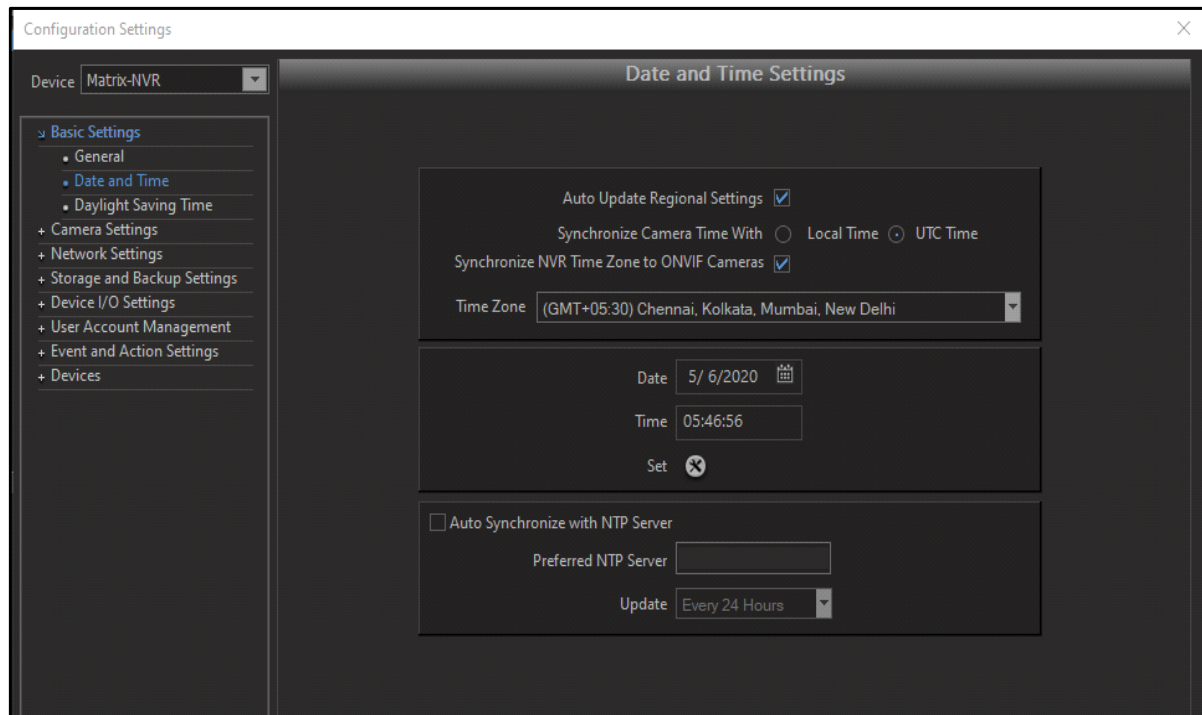 Configuration Settings
Device Matrix-NVR
Basic Settings
General
Date and Time
Daylight Saving Time
+ Camera Settings
+ Network Settings
+ Storage and Backup Settings
+ Device I/O Settings
+ User Account Management
+ Event and Action Settings
+ Devices
Date and Time Settings
Auto Update Regional Settings
Synchronize Camera Time With Local Time UTC Time
Synchronize NVR Time Zone to ONVIF Cameras
Time Zone (GMT+05:30) Chennai, Kolkata, Mumbai, New Delhi
Date 5/ 6/2020
Time 05:46:56
Set
Auto Synchronize with NTP Server
Preferred NTP Server
Update Every 24 Hours